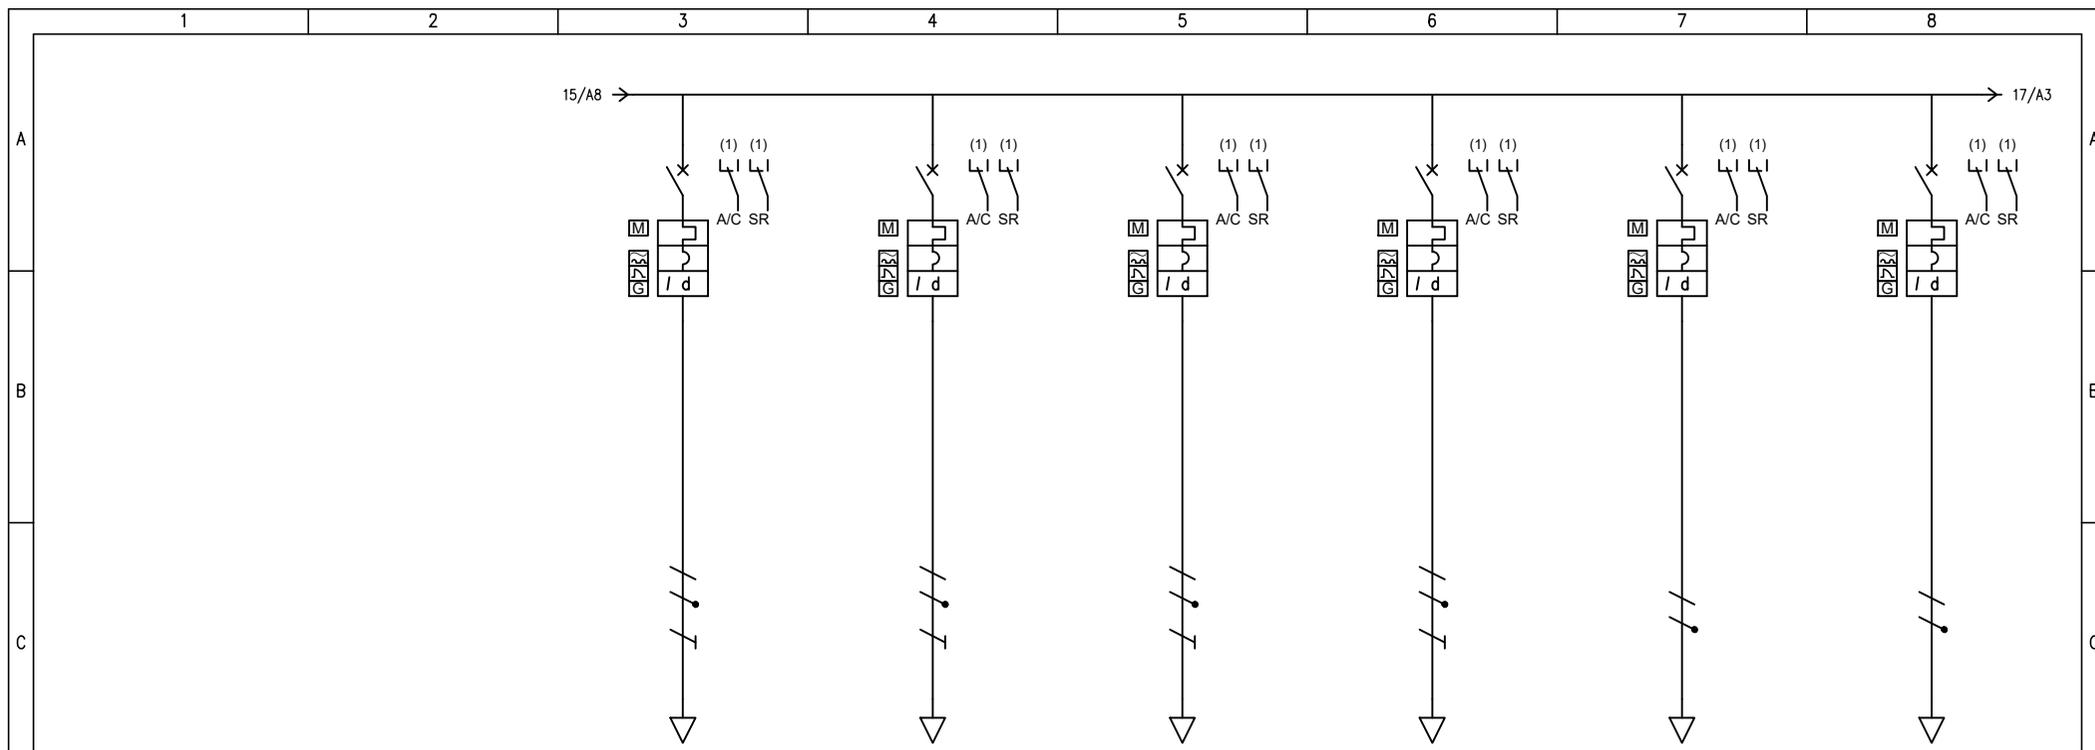 1 2 3 4 5 6 7 8
15/A8 17/A3
A A
(1) (1) (1) (1) (1) (1) (1) (1) (1) (1) (1) (1)
A/C SR A/C SR A/C SR A/C SR A/C SR A/C SR
M M M M M M
I d I d I d I d I d I d
G G G G G G
B B
C C